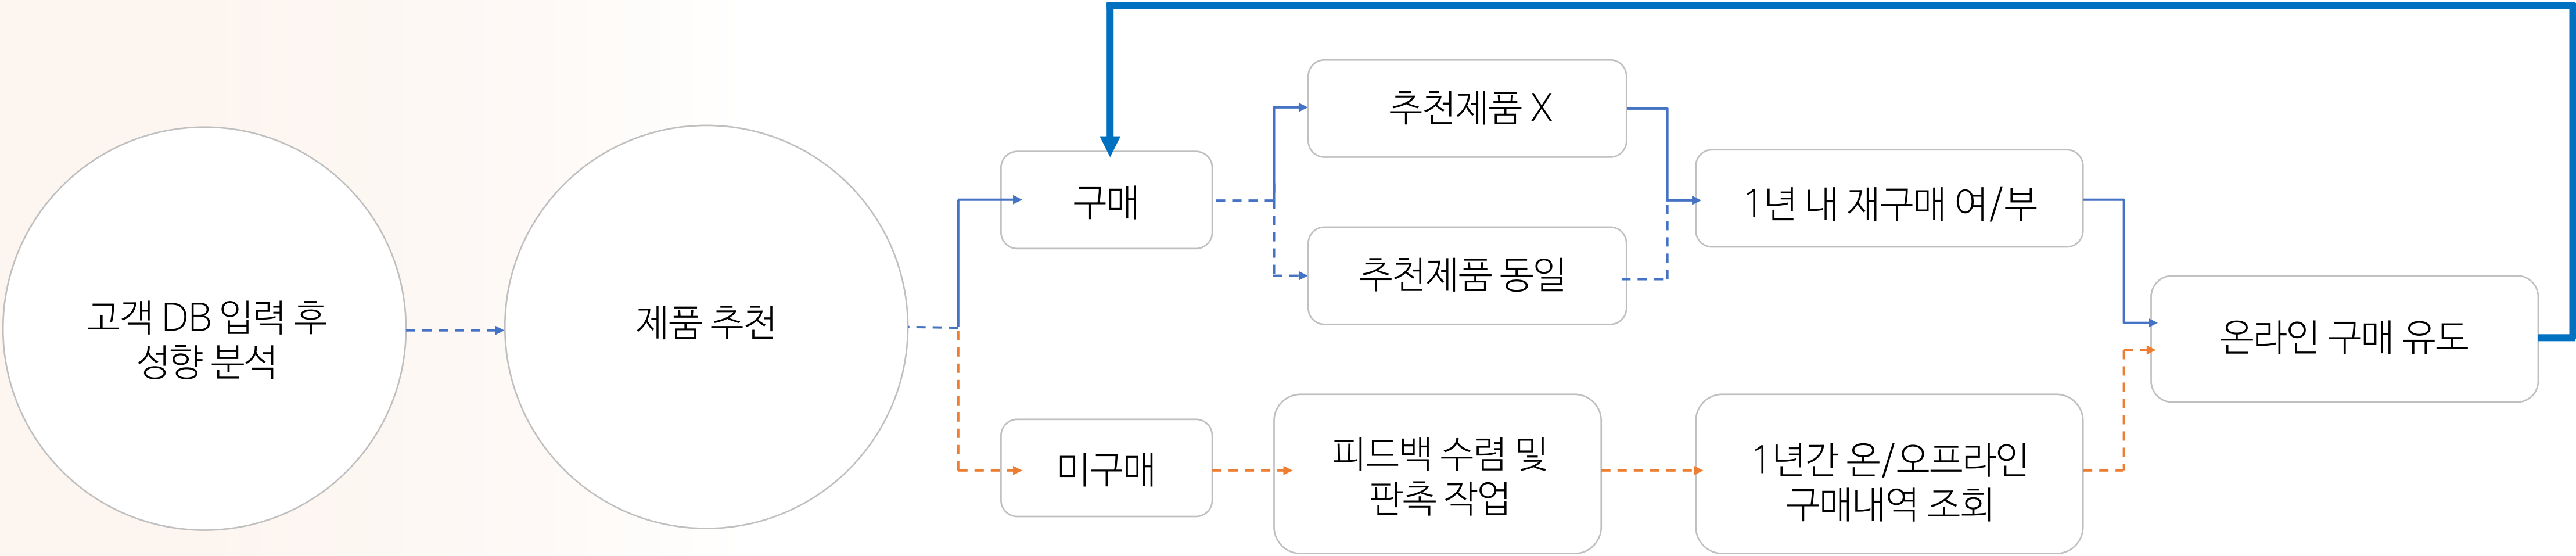 고객 DB 입력 후
성향 분석
제품 추천
구매
추천제품 X
추천제품 동일
1년 내 재구매 여/부
미구매
피드백 수렴 및
판촉 작업
1년간 온/오프라인
구매내역 조회
온라인 구매 유도